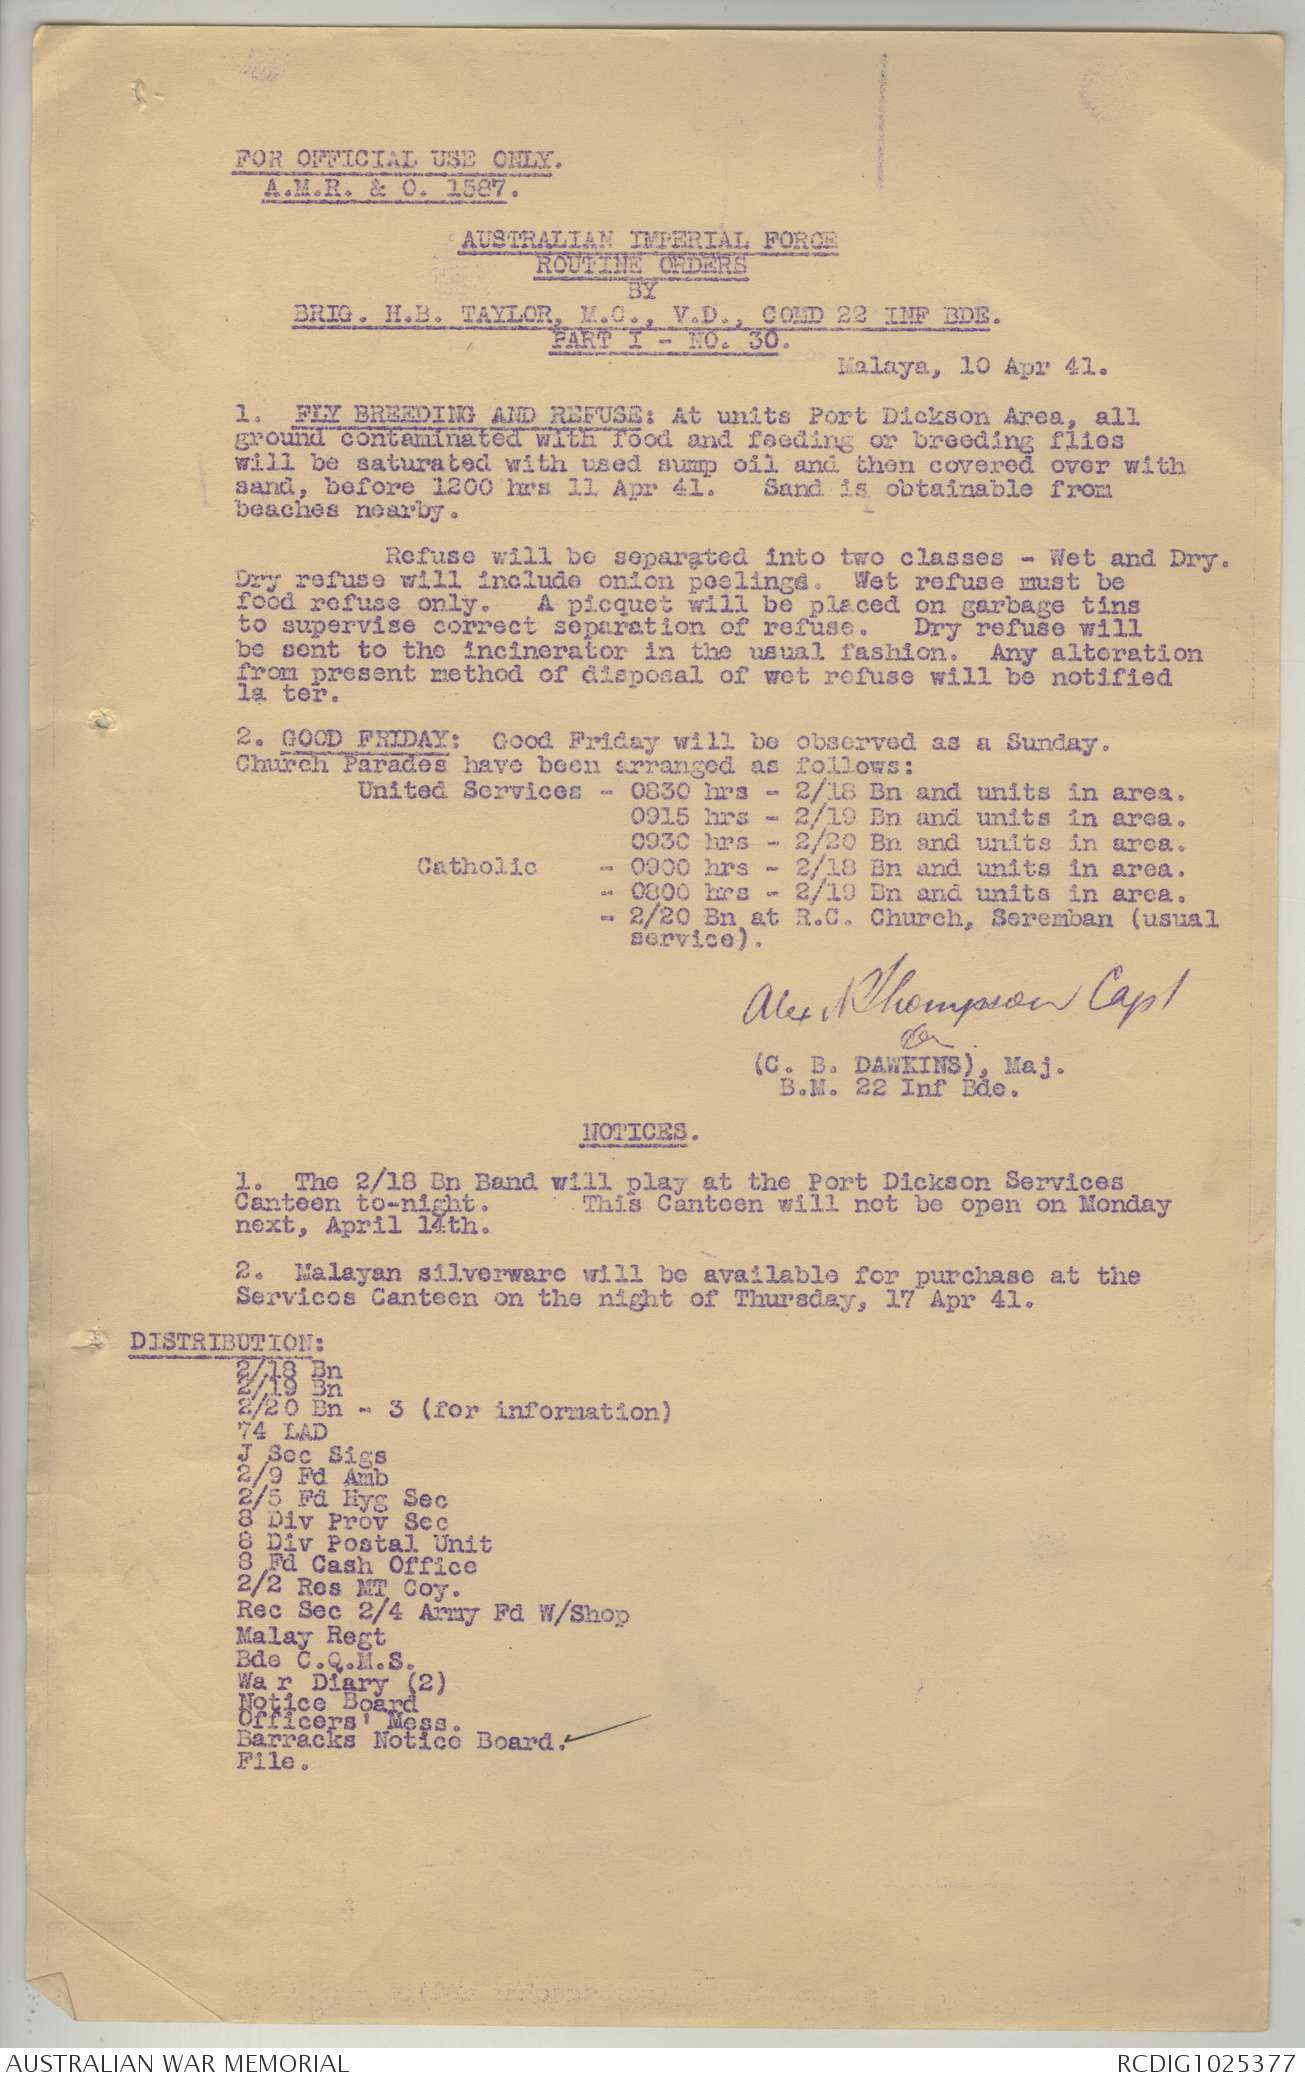 FOR OFFICIAL USE ONLY.
A.M.R. & O. 1587.
AUSTRALIAN IMPERIAL FORCE
ROUTINE ORDERS
BY
BRIG. H.B. TAYLOR, M.C., V.D., COMD 22 INF BDE.
PART I - NO. 30.
Malaya, 10 Apr 41.
1. FLY BREEDING AND REFUSE: At units Port Dickson Area, all
ground contaminated with food and feeding or breeding flies
will be saturated with used sump oil and then covered over with
sand, before 1200 hrs 11 Apr 41. Sand is obtainable from
beaches nearby.
Refuse will be separated into two classes - Wet and Dry.
Dry refuse will include onion peelings. Wet refuse must be
food refuse only. A picquet will be placed on garbage tins
to supervise correct separation of refuse. Dry refuse will
be sent to the incinerator in the usual fashion. Any alteration
from present method of disposal of wet refuse will be notified
la ter.
2. GOOD FRIDAY: Good Friday will be observed as a Sunday.
Church Parades have been arranged as follows:
United Services - 0830 hrs - 2/18 Bn and units in area.
0915 hrs - 2/19 Bn and units in area.
0930 hrs - 2/20 Bn and units in area.
Catholic - 0900 hrs - 2/18 Bn and units in area.
- 0800 hrs - 2/19 Bn and units in area.
- 2/20 Bn at R.C. Church, Seremban (usual
service).
Alex N Thompson Capt
for
(C. B. DAWKINS), Maj.
B.M. 22 Inf Bde.
NOTICES.
1. The 2/18 Bn Band will play at the Port Dickson Services
Canteen to-night. This Canteen will not be open on Monday
next, April 14th.
2. Malayan silverware will be available for purchase at the
Services Canteen on the night of Thursday, 17 Apr 41.
DISTRIBUTION:
2/18 Bn
2/19 Bn
2/20 Bn - 3 (for information)
74 LAD
J Sec Sigs
2/9 Fd Amb
2/5 Fd Hyg Sec
8 Div Prov Sec
8 Div Postal Unit
8 Fd Cash Office
2/2 Res MT Coy.
Rec Sec 2/4 Army Fd W/Shop
Malay Regt
Bde C.Q.M.S.
Wa r Diary (2)
Notice Board
Officers' Mess.
Barracks Notice Board.
File.
AUSTRALIAN WAR MEMORIAL
RCDIG1025377